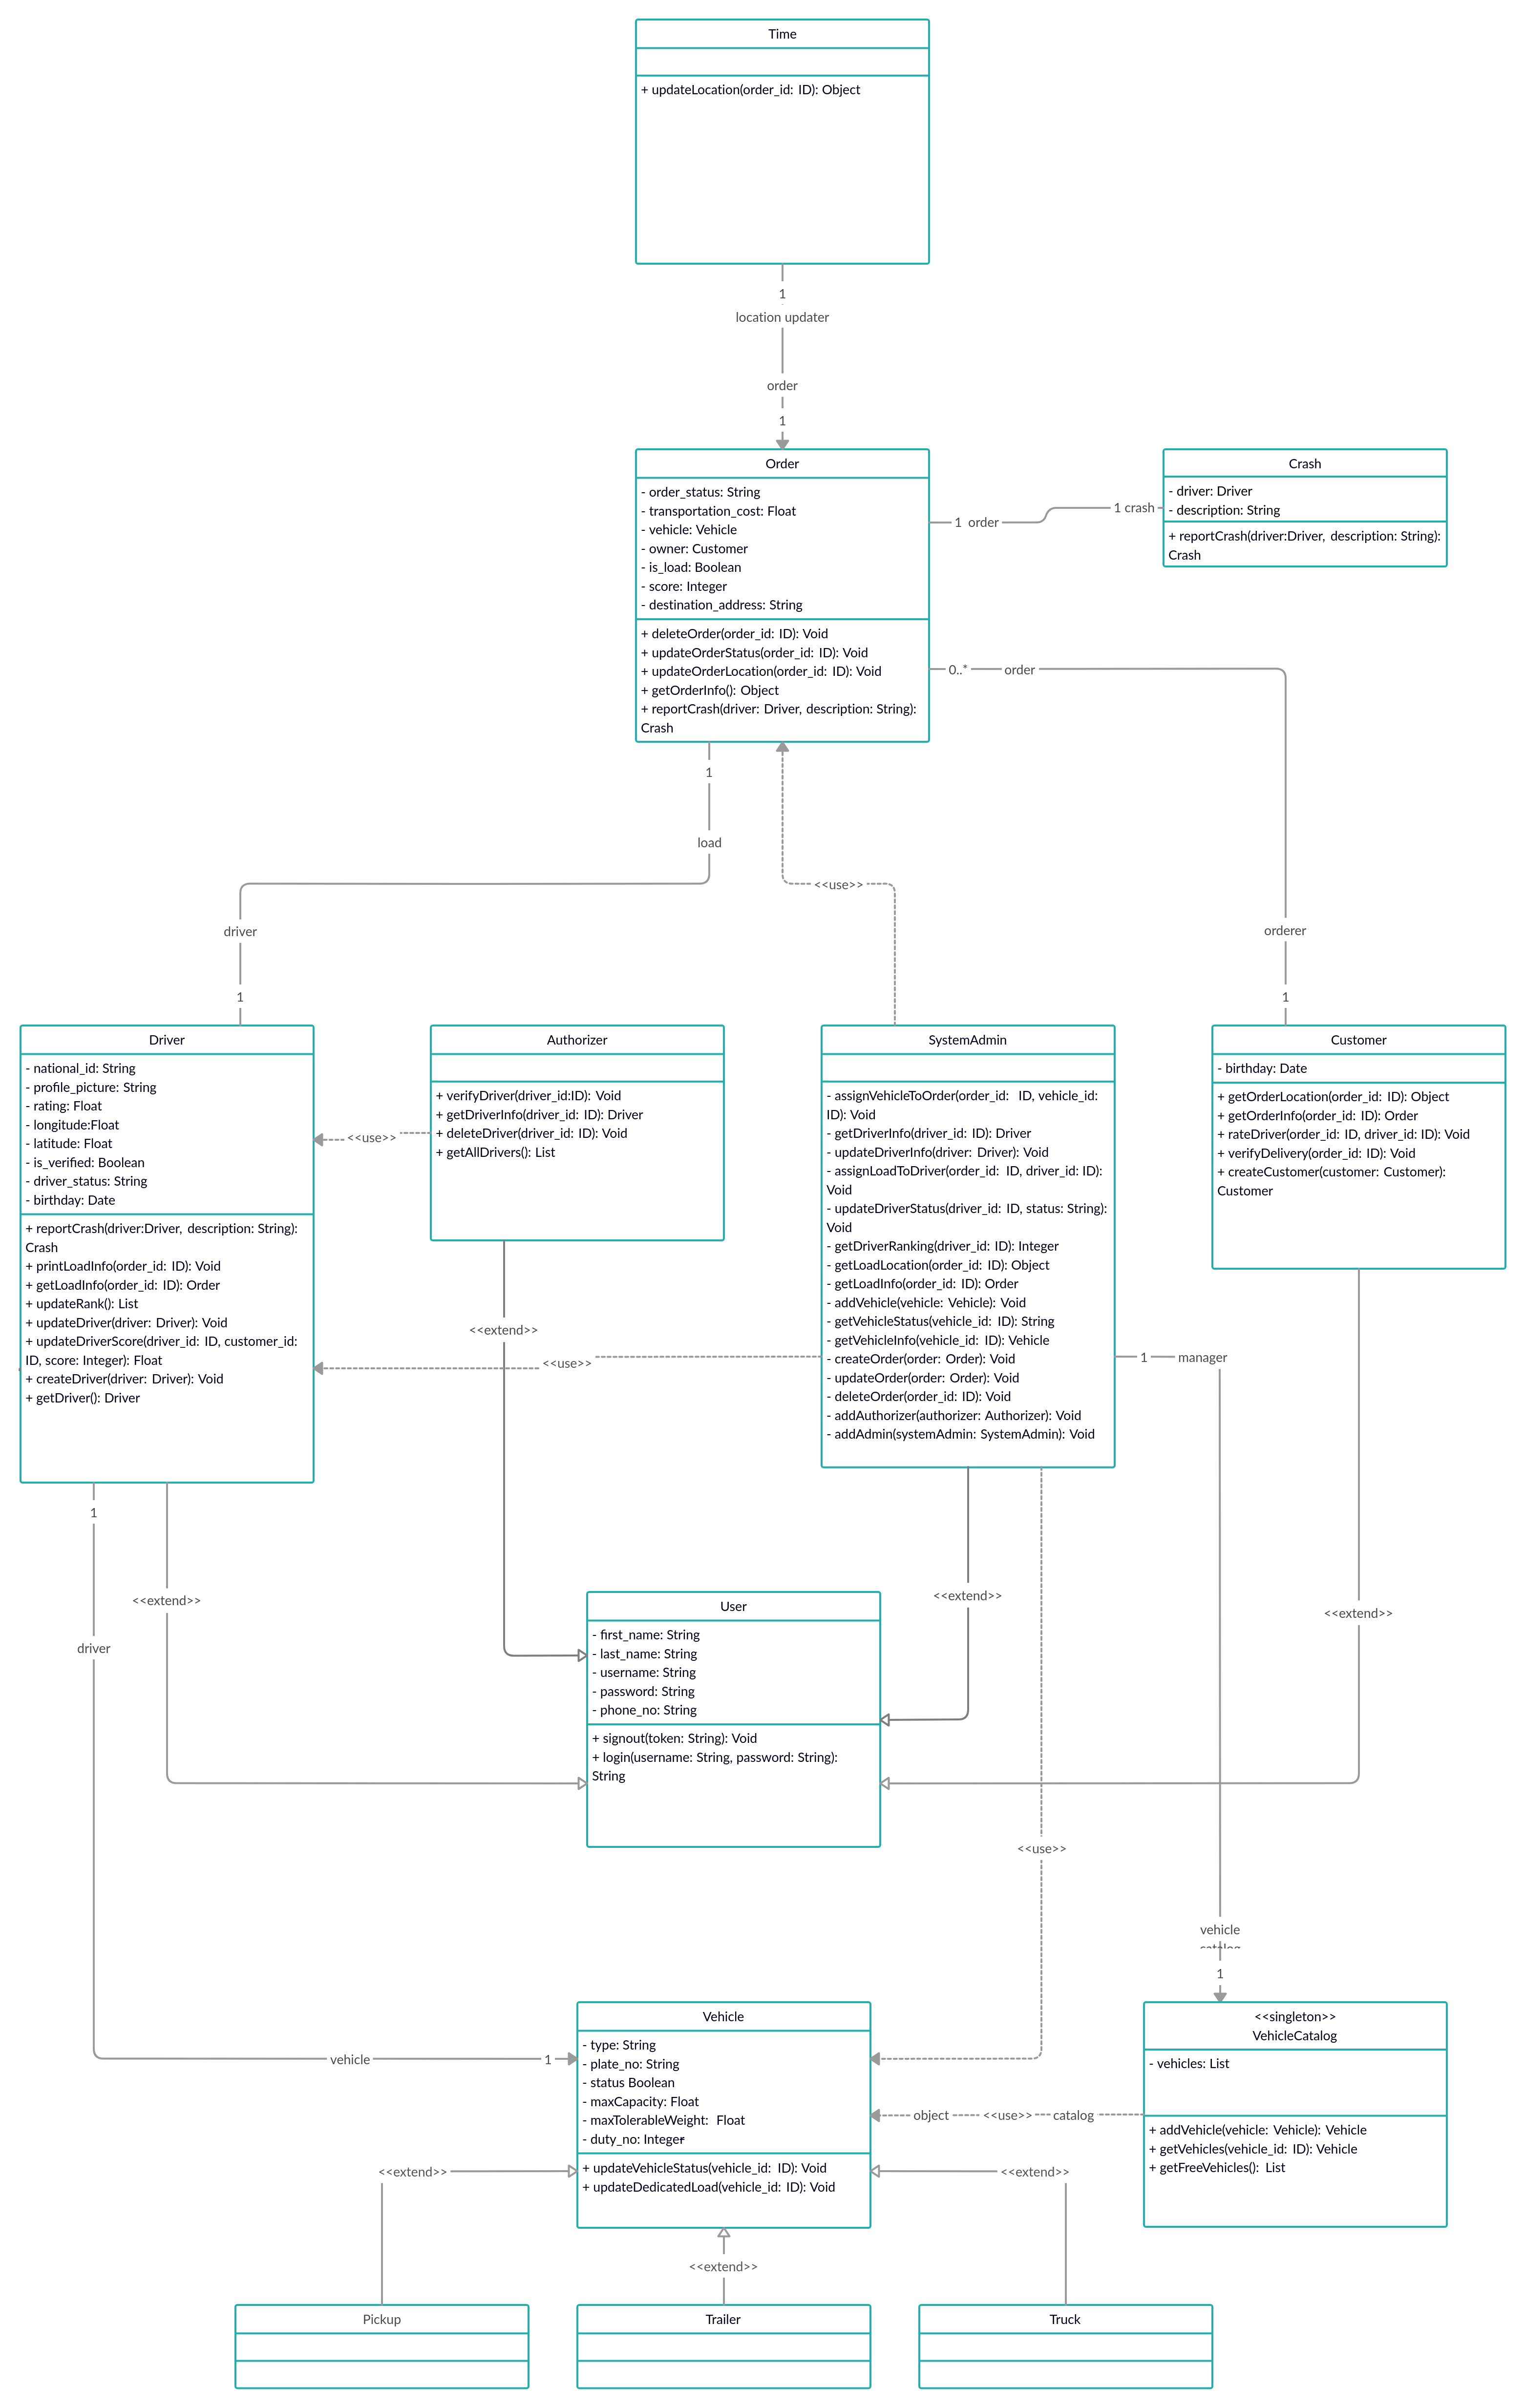 Time
+ updateLocation(order_id: ID): Object
1
location updater
order
1
Order
- order_status: String
- transportation_cost: Float
- vehicle: Vehicle
- owner: Customer
- is_load: Boolean
- score: Integer
- destination_address: String
+ deleteOrder(order_id: ID): Void
+ updateOrderStatus(order_id: ID): Void
+ updateOrderLocation(order_id: ID): Void
+ getOrderInfo(): Object
+ reportCrash(driver: Driver, description: String):
Crash
1 order
1 crash
Crash
- driver: Driver
- description: String
+ reportCrash(driver:Driver, description: String):
Crash
0..*
order
1
load
<<use>>
driver
orderer
1
1
Driver
- national_id: String
- profile_picture: String
- rating: Float
- longitude:Float
- latitude: Float
- is_verified: Boolean
- driver_status: String
- birthday: Date
+ reportCrash(driver:Driver, description: String):
Crash
+ printLoadInfo(order_id: ID): Void
+ getLoadInfo(order_id: ID): Order
+ updateRank(): List
+ updateDriver(driver: Driver): Void
+ updateDriverScore(driver_id: ID, customer_id:
ID, score: Integer): Float
+ createDriver(driver: Driver): Void
+ getDriver(): Driver
<<use>>
Authorizer
+ verifyDriver(driver_id:ID): Void
+ getDriverInfo(driver_id: ID): Driver
+ deleteDriver(driver_id: ID): Void
+ getAllDrivers(): List
SystemAdmin
- assignVehicleToOrder(order_id: ID, vehicle_id:
ID): Void
- getDriverInfo(driver_id: ID): Driver
- updateDriverInfo(driver: Driver): Void
- assignLoadToDriver(order_id: ID, driver_id: ID):
Void
- updateDriverStatus(driver_id: ID, status: String):
Void
- getDriverRanking(driver_id: ID): Integer
- getLoadLocation(order_id: ID): Object
- getLoadInfo(order_id: ID): Order
- addVehicle(vehicle: Vehicle): Void
- getVehicleStatus(vehicle_id: ID): String
- getVehicleInfo(vehicle_id: ID): Vehicle
- createOrder(order: Order): Void
- updateOrder(order: Order): Void
- deleteOrder(order_id: ID): Void
- addAuthorizer(authorizer: Authorizer): Void
- addAdmin(systemAdmin: SystemAdmin): Void
Customer
- birthday: Date
+ getOrderLocation(order_id: ID): Object
+ getOrderInfo(order_id: ID): Order
+ rateDriver(order_id: ID, driver_id: ID): Void
+ verifyDelivery(order_id: ID): Void
+ createCustomer(customer: Customer):
Customer
<<extend>>
<<use>>
1
manager
1
<<extend>>
<<extend>>
<<extend>>
driver
User
- first_name: String
- last_name: String
- username: String
- password: String
- phone_no: String
+ signout(token: String): Void
+ login(username: String, password: String):
String
<<use>>
vehicle
catalog
1
Vehicle
- type: String
- plate_no: String
- status Boolean
- maxCapacity: Float
- maxTolerableWeight: Float
- duty_no: Integer
+ updateVehicleStatus(vehicle_id: ID): Void
+ updateDedicatedLoad(vehicle_id: ID): Void
vehicle
1
object
<<use>>
catalog
<<singleton>>
VehicleCatalog
- vehicles: List
+ addVehicle(vehicle: Vehicle): Vehicle
+ getVehicles(vehicle_id: ID): Vehicle
+ getFreeVehicles(): List
<<extend>>
<<extend>>
<<extend>>
Pickup
Trailer
Truck